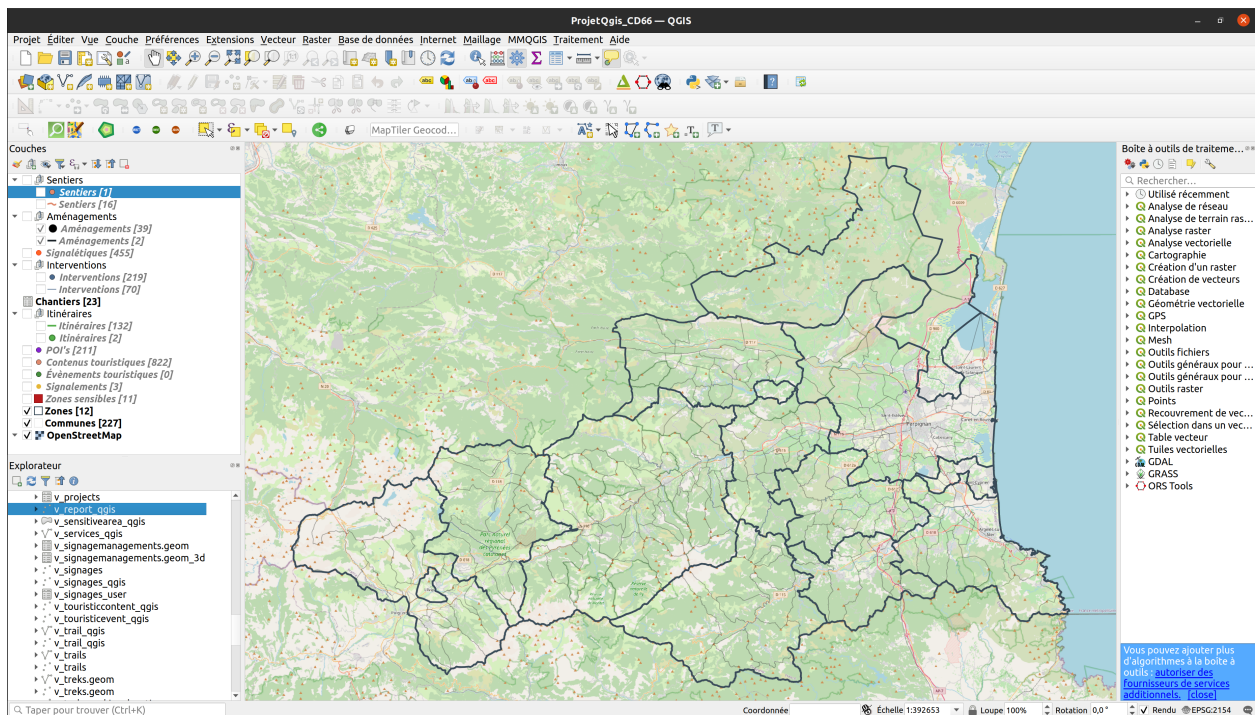 ProjetQgis_CD66 — QGIS
Projet Éditer Vue Couche Préférences Extensions Vecteur Raster Base de données Internet Maillage MMQGIS Traitement Aide
MapTiler Geocod...
Couches
Sentiers
Sentiers [1]
Sentiers [16]
Aménagements
Aménagements [39]
Aménagements [2]
Signalétiques [455]
Interventions
Interventions [219]
Interventions [70]
Chantiers [23]
Itinéraires
Itinéraires [132]
Itinéraires [2]
POI's [211]
Contenus touristiques [822]
Évènements touristiques [0]
Signalements [3]
Zones sensibles [11]
Zones [12]
Communes [227]
OpenStreetMap
Explorateur
v_projects
v_report_qgis
v_sensitivearea_qgis
v_services_qgis
v_signagemanagements.geom
v_signagemanagements.geom_3d
v_signages
v_signages_qgis
v_signages_user
v_touristiccontent_qgis
v_touristicevent_qgis
v_trail_qgis
v_trail_qgis
v_trails
v_trails
v_treks.geom
v_treks.geom
Perpignan
Boîte à outils de traiteme...
Rechercher...
Utilisé récemment
Analyse de réseau
Analyse de terrain ras...
Analyse raster
Analyse vectorielle
Cartographie
Création d'un raster
Création de vecteurs
Database
Géométrie vectorielle
GPS
Interpolation
Mesh
Outils fichiers
Outils généraux pour ...
Outils généraux pour ...
Outils raster
Points
Recouvrement de vec...
Sélection dans un vec...
Table vecteur
Tuiles vectorielles
GDAL
GRASS
ORS Tools
Vous pouvez ajouter plus
d'algorithmes à la boîte à
outils : autoriser des
fournisseurs de services
additionnels. [close]
Taper pour trouver (Ctrl+K)
Coordonnée
Échelle 1:392653
Loupe 100%
Rotation 0,0°
Rendu
EPSG:2154